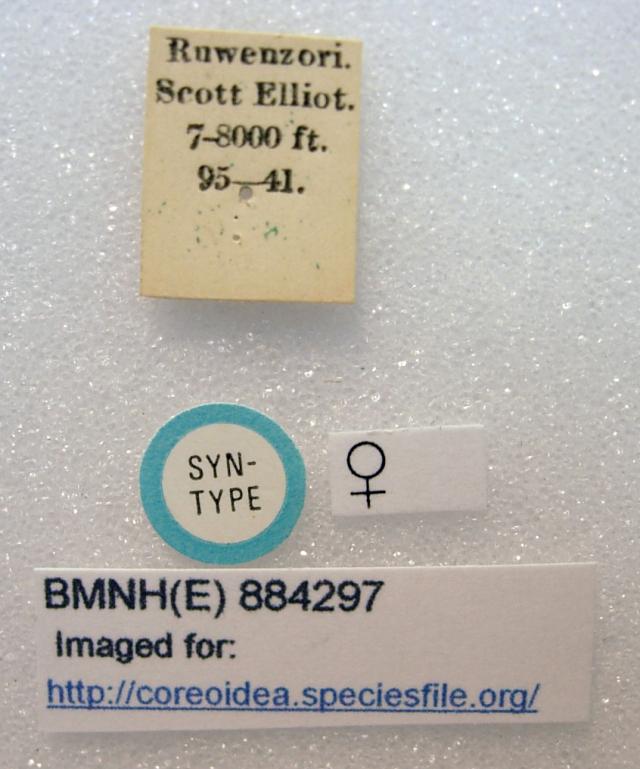 Ruwenzori.
Scott Elliot.
7-8000 ft.
95—41.
SYN-
TYPE
♀
BMNH(E) 884297
Imaged for:
http://coreoidea.speciesfile.org/